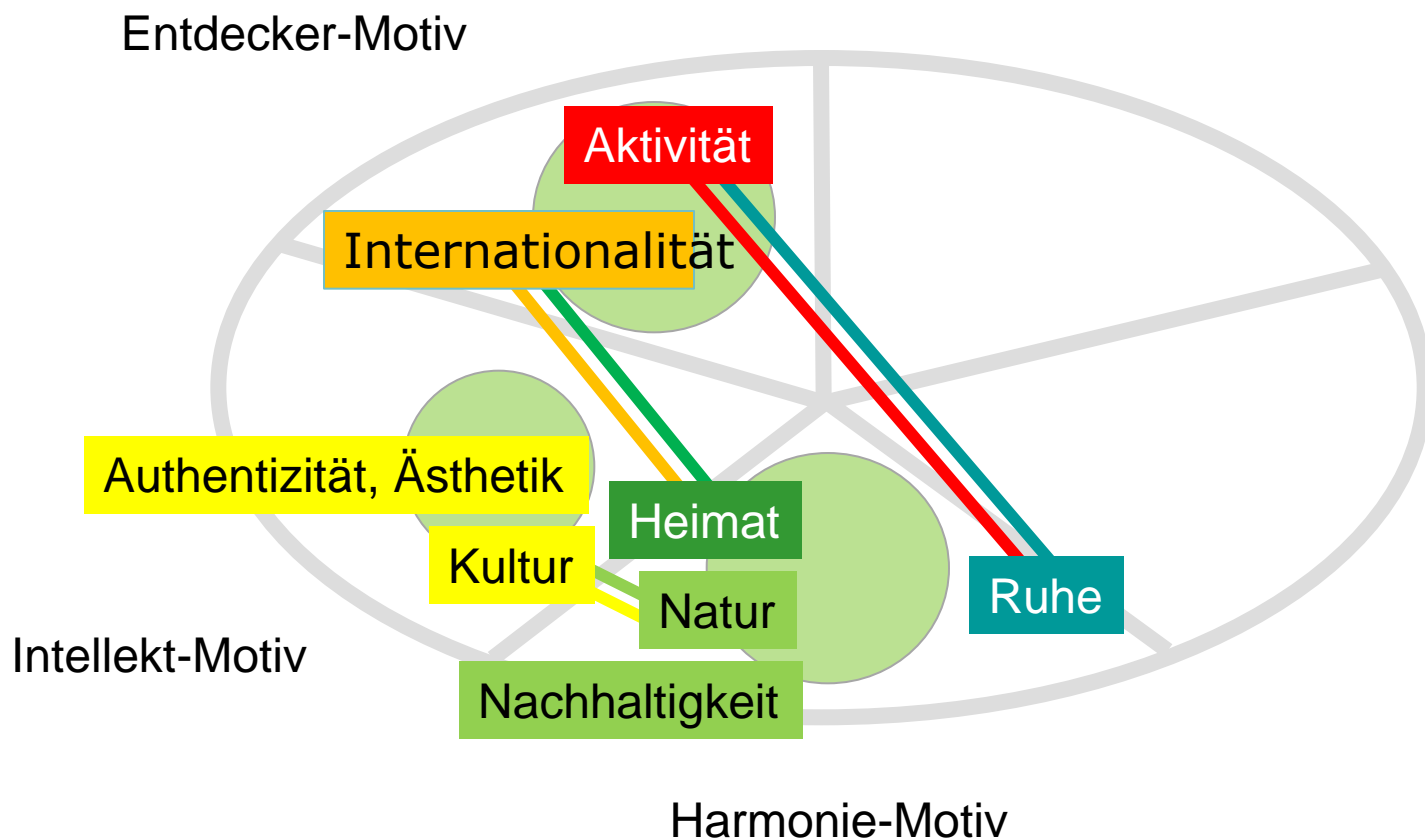 Entdecker-Motiv
Aktivität
Internationalität
Authentizität, Ästhetik
Heimat
Kultur
Natur
Ruhe
Intellekt-Motiv
Nachhaltigkeit
Harmonie-Motiv